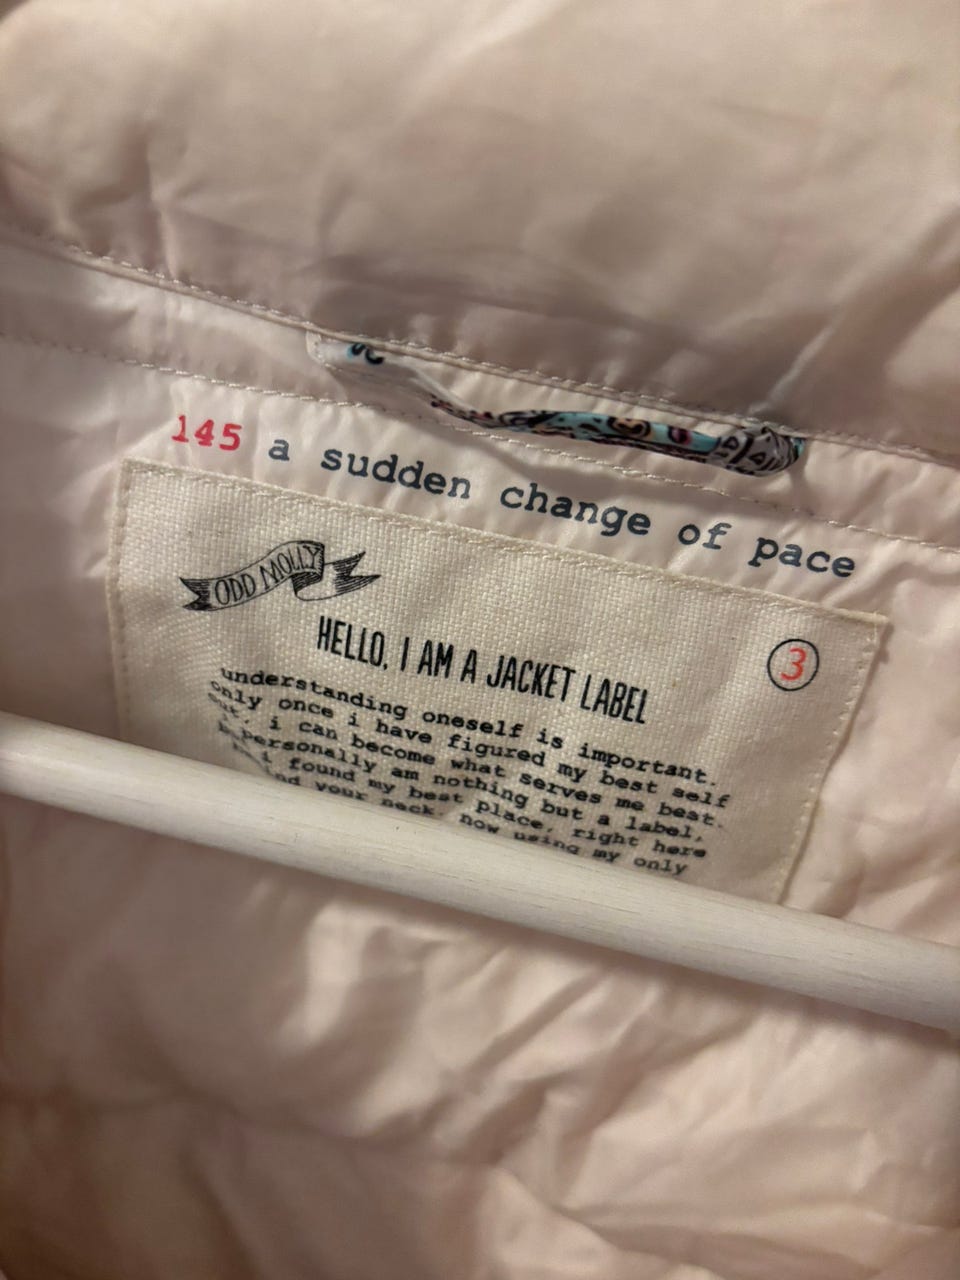 145 a sudden change of pace
ODD MOLLY
HELLO, I AM A JACKET LABEL
3
understanding oneself is important.
only once i have figured my best self
out, i can become what serves me best.
personally am nothing but a label,
i found my best place, right here
your neck. now using my only